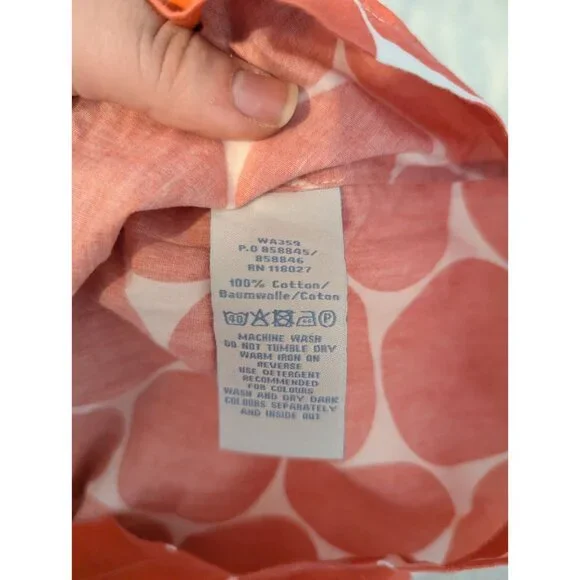 WA359
P.O 858845/
858846
RN 118027
100% Cotton/
Baumwolle/Coton
40 P
MACHINE WASH
DO NOT TUMBLE DRY
WARM IRON ON
REVERSE
USE DETERGENT
RECOMMENDED
FOR COLOURS
WASH AND DRY DARK
COLOURS SEPARATELY
AND INSIDE OUT